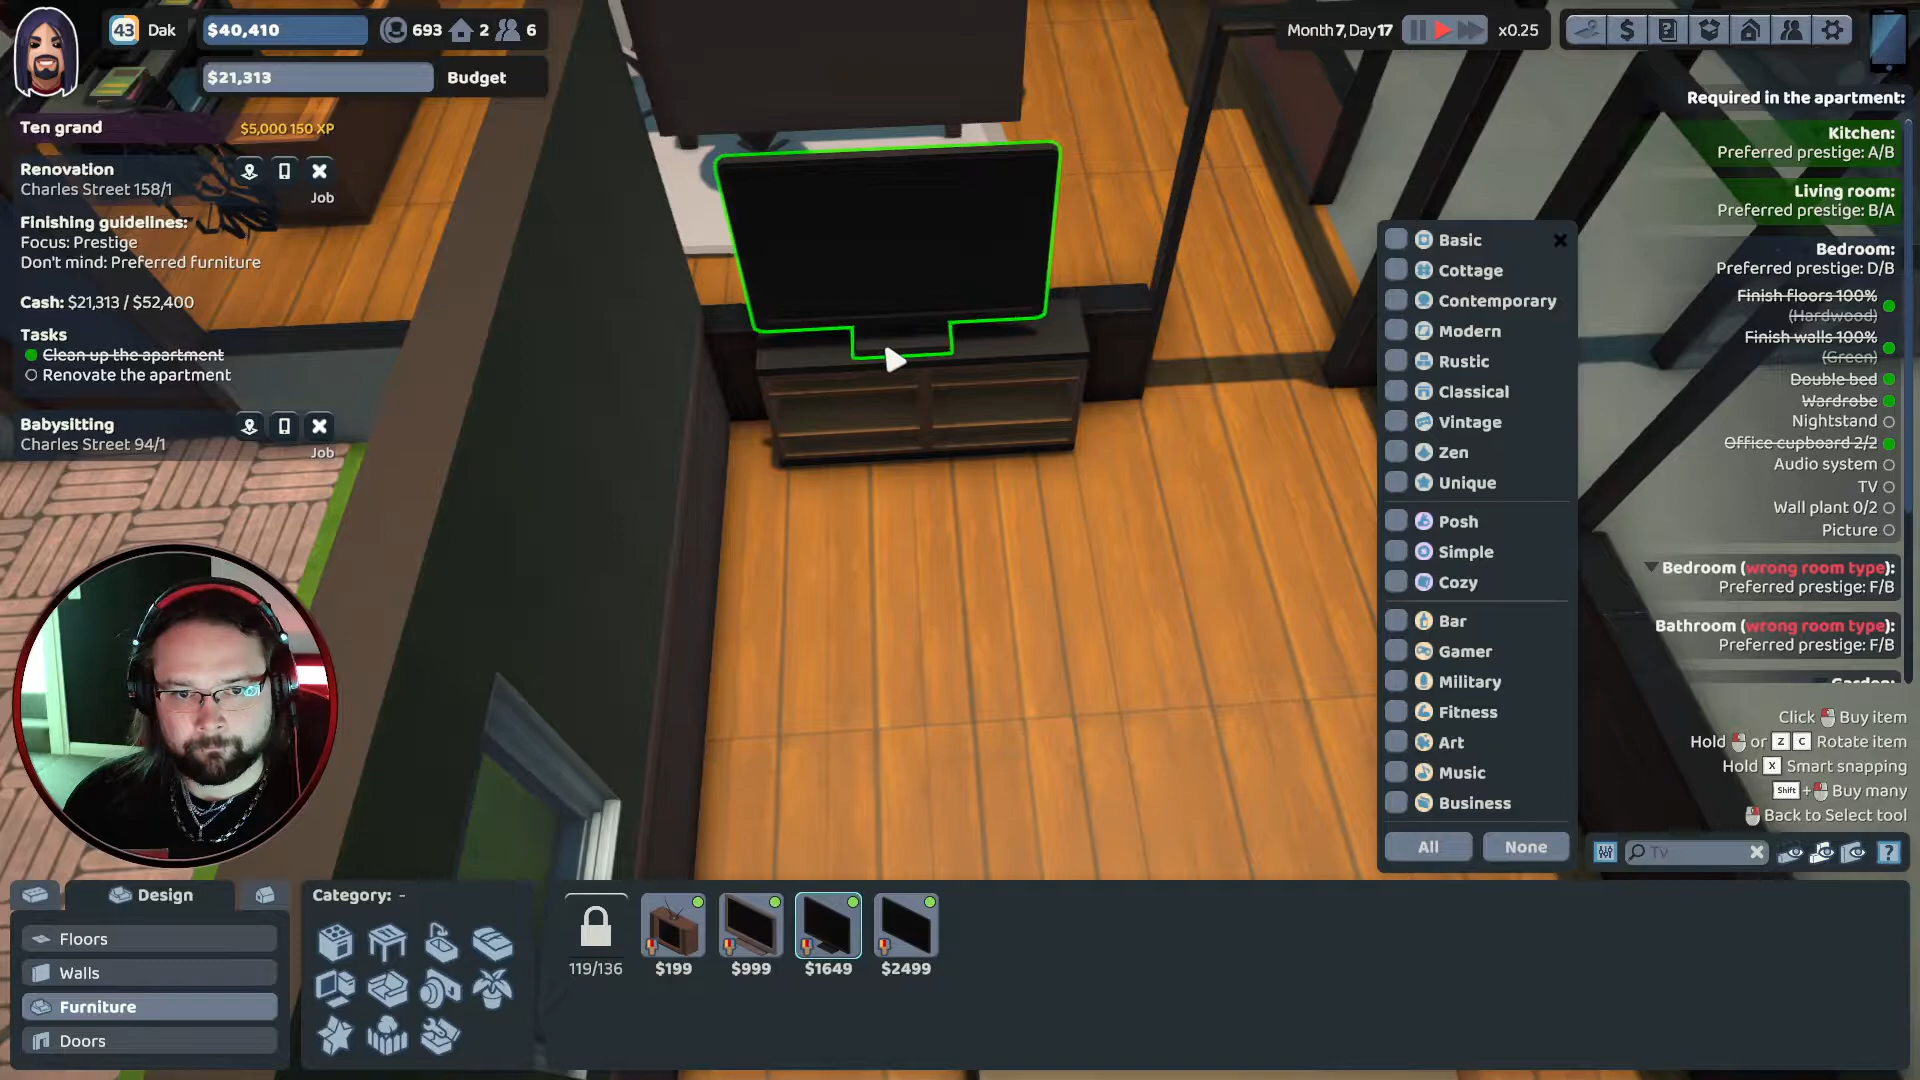 43 Dak $40,410 693 2 6
$21,313 Budget
Month 7, Day 17 x0.25
Ten grand $5,000 150 XP
Renovation
Charles Street 158/1
Job
Finishing guidelines:
Focus: Prestige
Don't mind: Preferred furniture
Cash: $21,313 / $52,400
Tasks
Clean up the apartment
Renovate the apartment
Babysitting
Charles Street 94/1
Job
Required in the apartment:
Kitchen:
Preferred prestige: A/B
Living room:
Preferred prestige: B/A
Bedroom:
Preferred prestige: D/B
Finish floors 100%
(Hardwood)
Finish walls 100%
(Green)
Double bed
Wardrobe
Nightstand
Office cupboard 2/2
Audio system
TV
Wall plant 0/2
Picture
Bedroom (wrong room type):
Preferred prestige: F/B
Bathroom (wrong room type):
Preferred prestige: F/B
Garden:
Basic
Cottage
Contemporary
Modern
Rustic
Classical
Vintage
Zen
Unique
Posh
Simple
Cozy
Bar
Gamer
Military
Fitness
Art
Music
Business
All None
Click Buy item
Hold or Z C Rotate item
Hold X Smart snapping
Shift + Buy many
Back to Select tool
Tv
?
Design
Floors
Walls
Furniture
Doors
Category: -
119/136 $199 $999 $1649 $2499